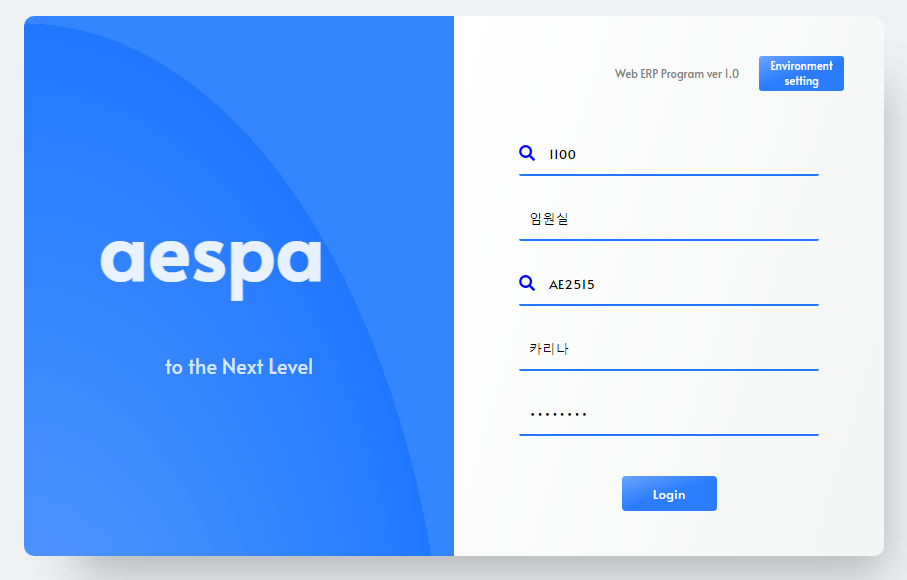 aespa
to the Next Level
Web ERP Program ver 1.0
Environment
setting
1100
임원실
AE2515
카리나
••••••••
Login